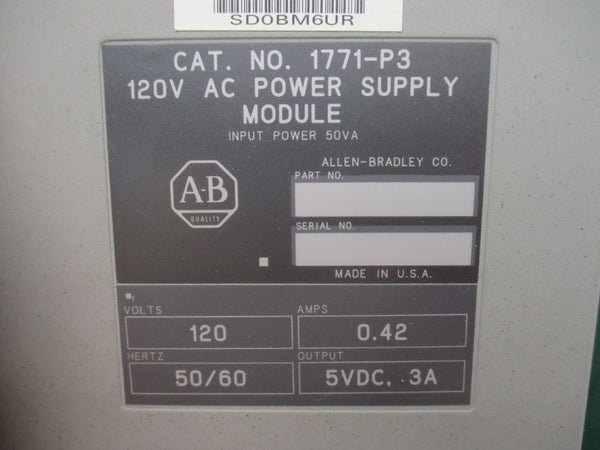 SD0BM6UR
CAT. NO. 1771-P3
120V AC POWER SUPPLY
MODULE
INPUT POWER 50VA
ALLEN-BRADLEY CO.
PART NO.
A-B
QUALITY
SERIAL NO.
MADE IN U.S.A.
VOLTS
120
AMPS
0.42
HERTZ
50/60
OUTPUT
5VDC, 3A